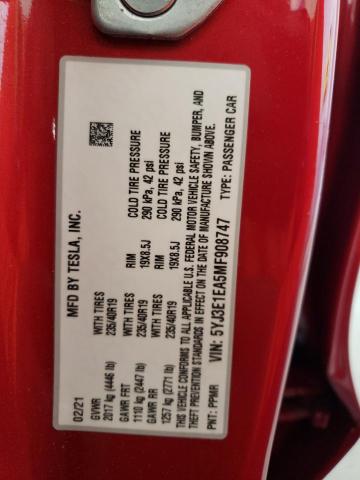 MFD BY TESLA, INC.
02/21
GVWR
2017 kg (4446 lb)
GAWR FRT WITH TIRES RIM COLD TIRE PRESSURE
1110 kg (2447 lb) 235/40R19 19X8.5J 290 kPa, 42 psi
GAWR RR WITH TIRES RIM COLD TIRE PRESSURE
1257 kg (2771 lb) 235/40R19 19X8.5J 290 kPa, 42 psi
THIS VEHICLE CONFORMS TO ALL APPLICABLE U.S. FEDERAL MOTOR VEHICLE SAFETY, BUMPER, AND
THEFT PREVENTION STANDARDS IN EFFECT ON THE DATE OF MANUFACTURE SHOWN ABOVE.
VIN: 5YJ3E1EA5MF908747 TYPE: PASSENGER CAR
PNT: PPMR